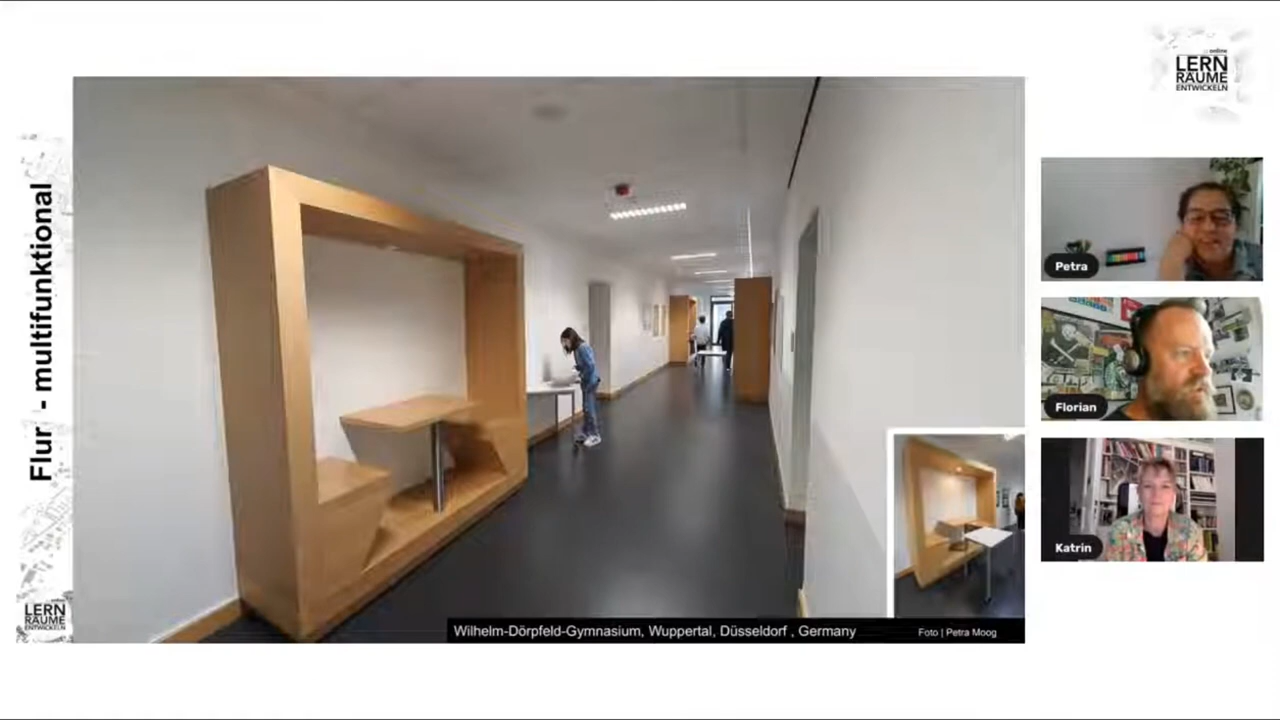 Flur - multifunktional
LERN
RÄUME
ENTWICKELN
Wilhelm-Dörpfeld-Gymnasium, Wuppertal, Düsseldorf , Germany
Foto | Petra Moog
online
LERN
RÄUME
ENTWICKELN
Petra
Florian
Katrin